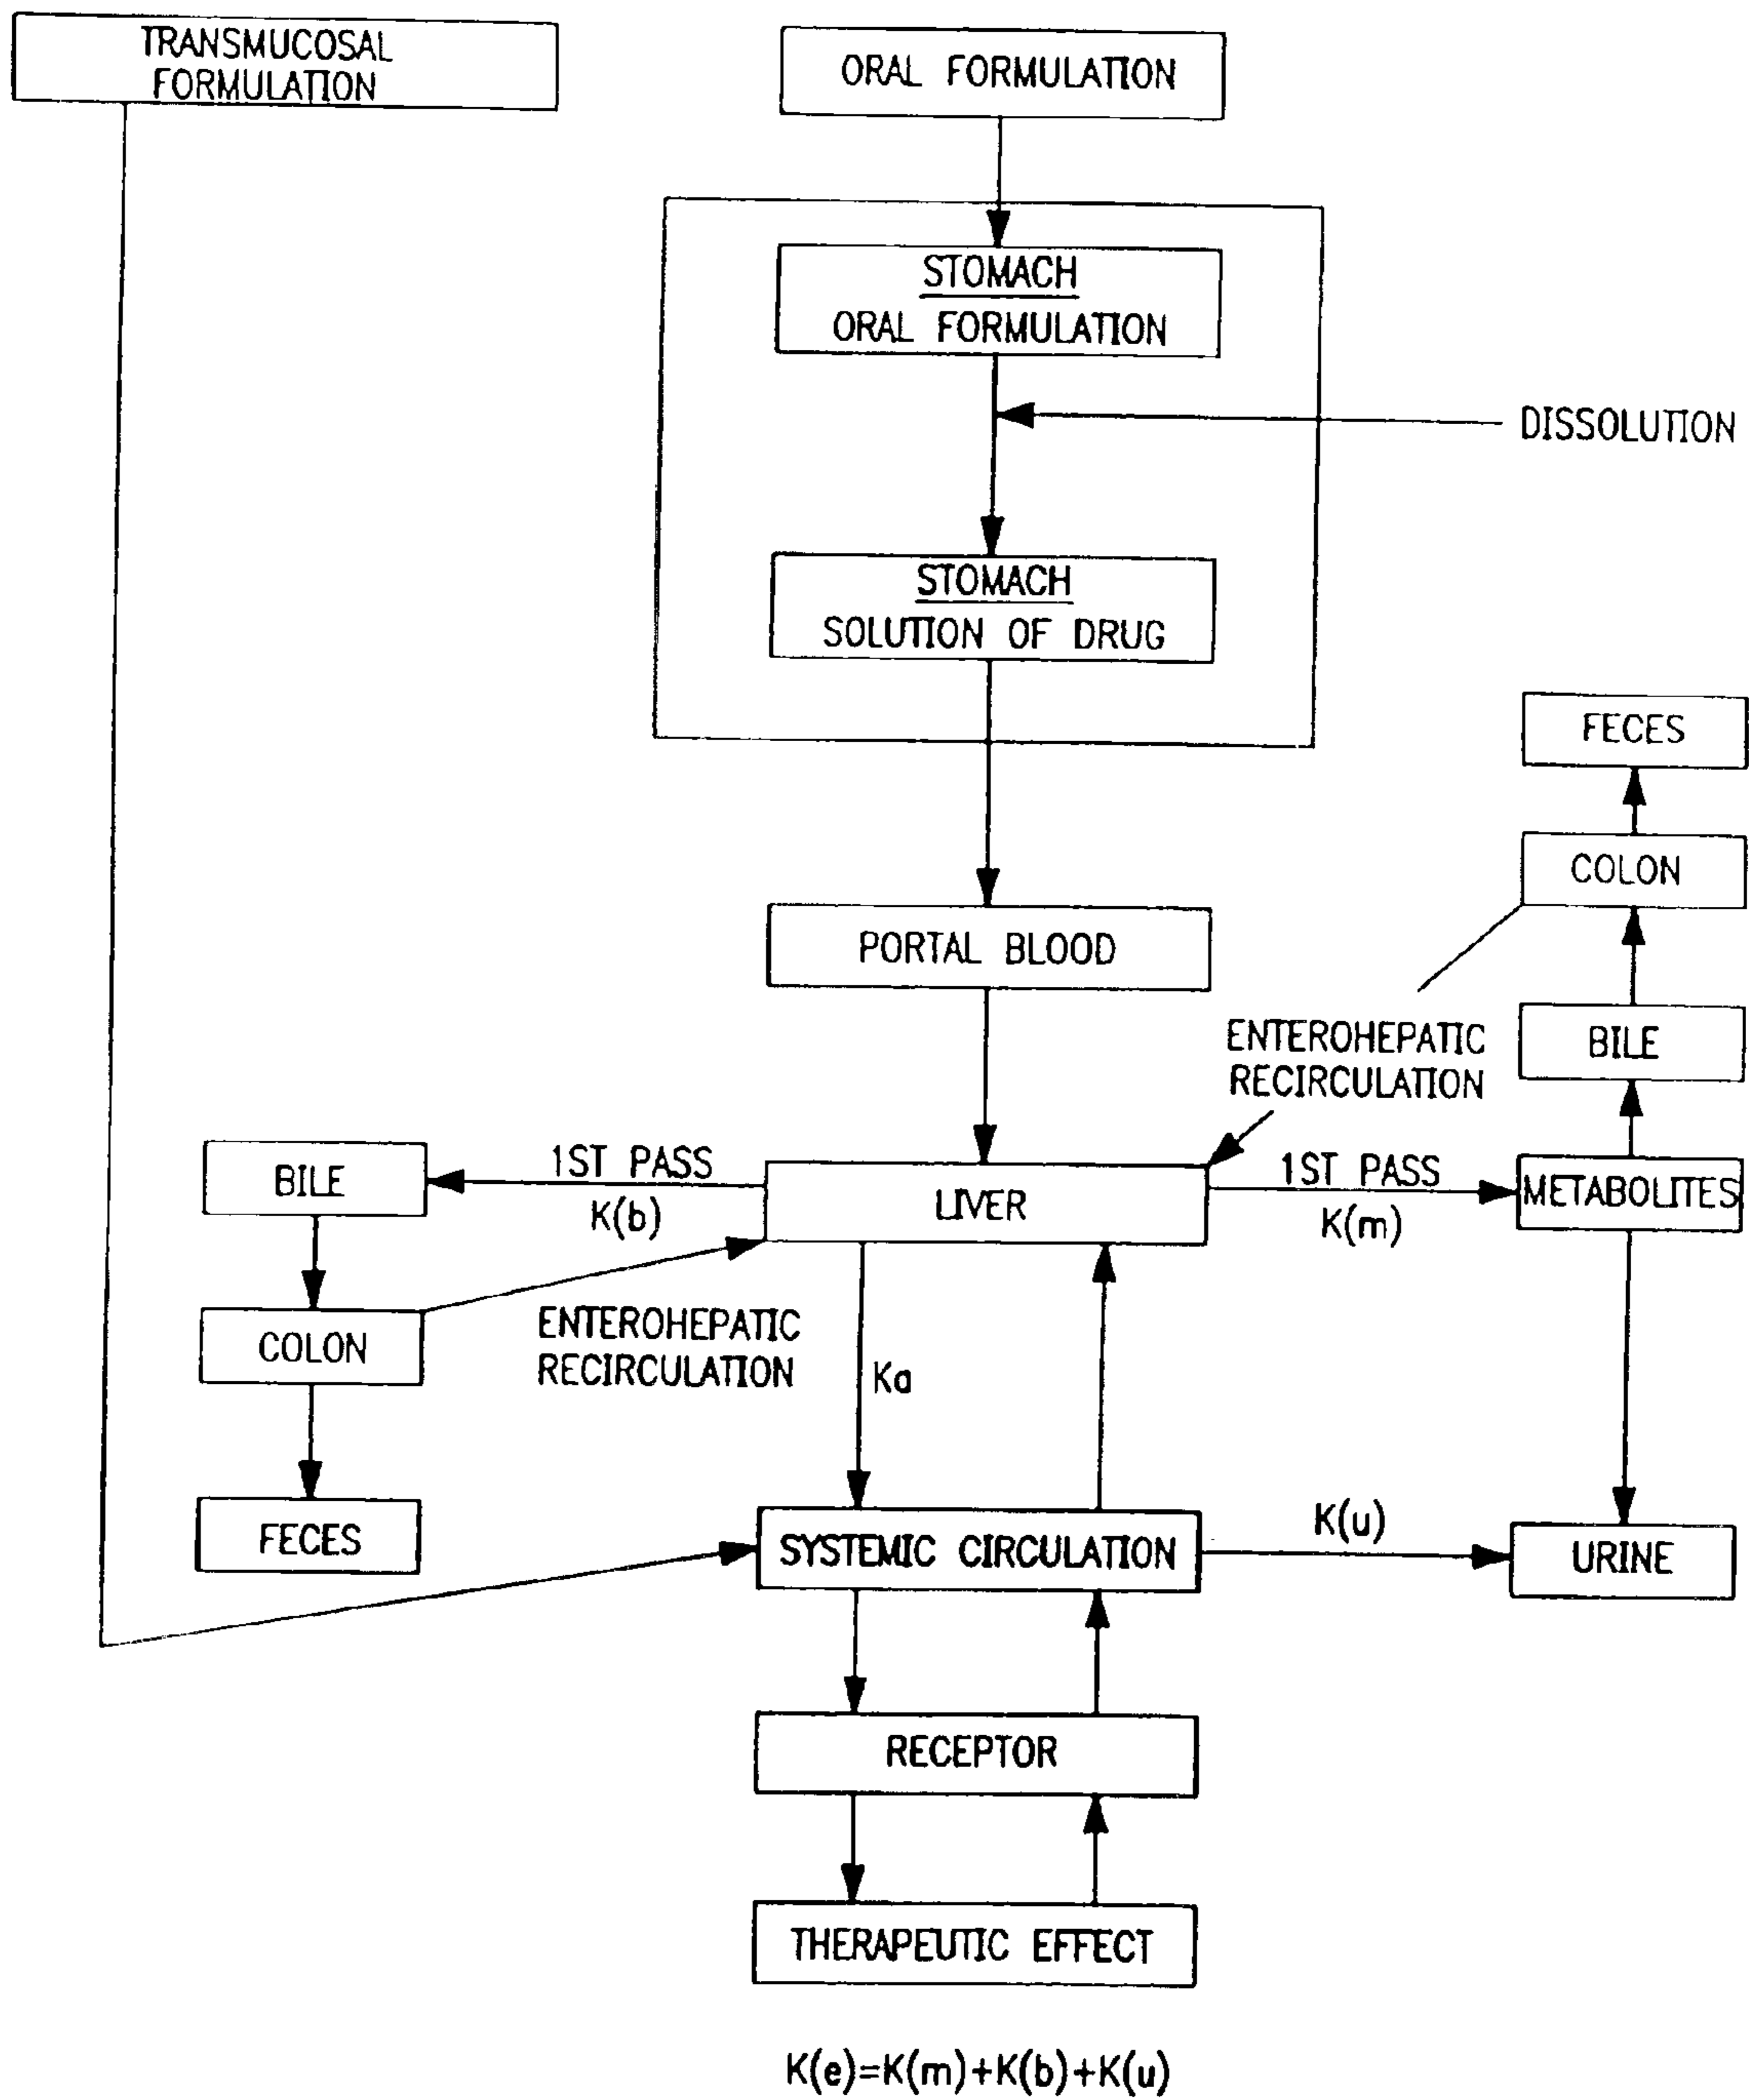 TRANSMUCOSAL
FORMULATION
ORAL FORMULATION
STOMACH
ORAL FORMULATION
DISSOLUTION
STOMACH
SOLUTION OF DRUG
FECES
COLON
PORTAL BLOOD
ENTEROHEPATIC
RECIRCULATION
BILE
BILE
1ST PASS
K(b)
LIVER
1ST PASS
K(m)
METABOLITES
COLON
ENTEROHEPATIC
RECIRCULATION
Ka
FECES
SYSTEMIC CIRCULATION
K(u)
URINE
RECEPTOR
THERAPEUTIC EFFECT
K(e)=K(m)+K(b)+K(u)